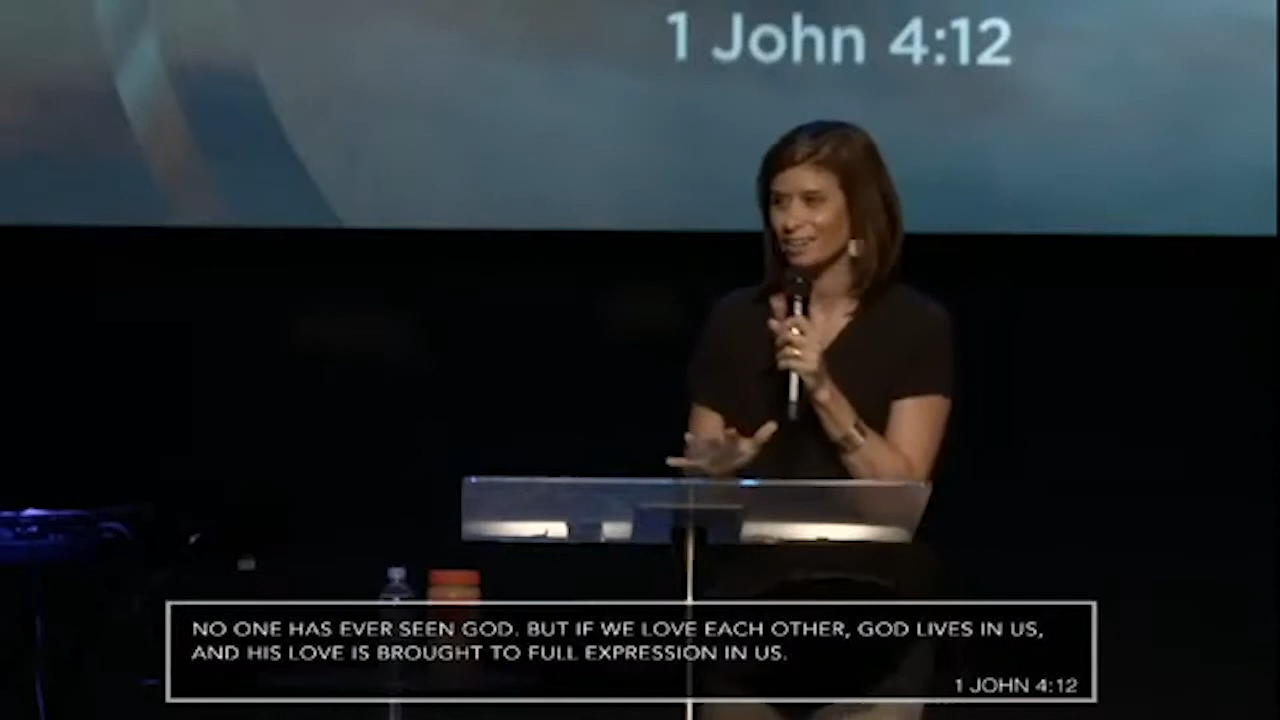 1 John 4:12
NO ONE HAS EVER SEEN GOD. BUT IF WE LOVE EACH OTHER, GOD LIVES IN US,
AND HIS LOVE IS BROUGHT TO FULL EXPRESSION IN US.
1 JOHN 4:12